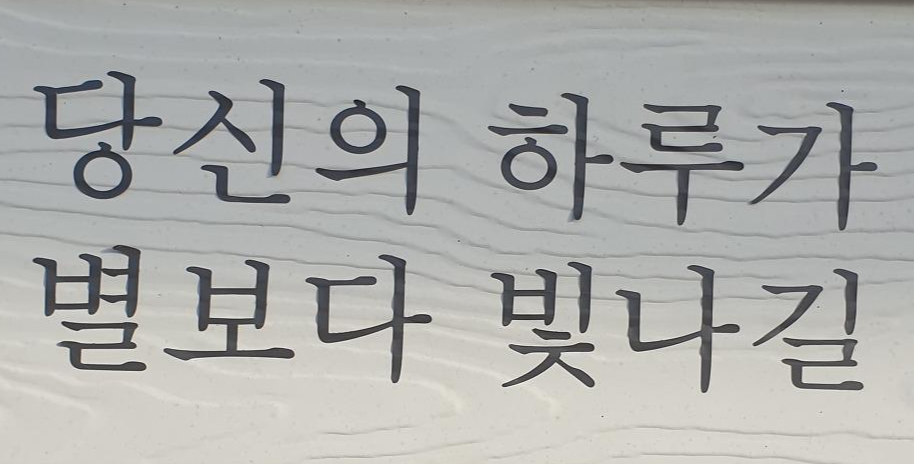 당신의 하루가
별보다 빛나길